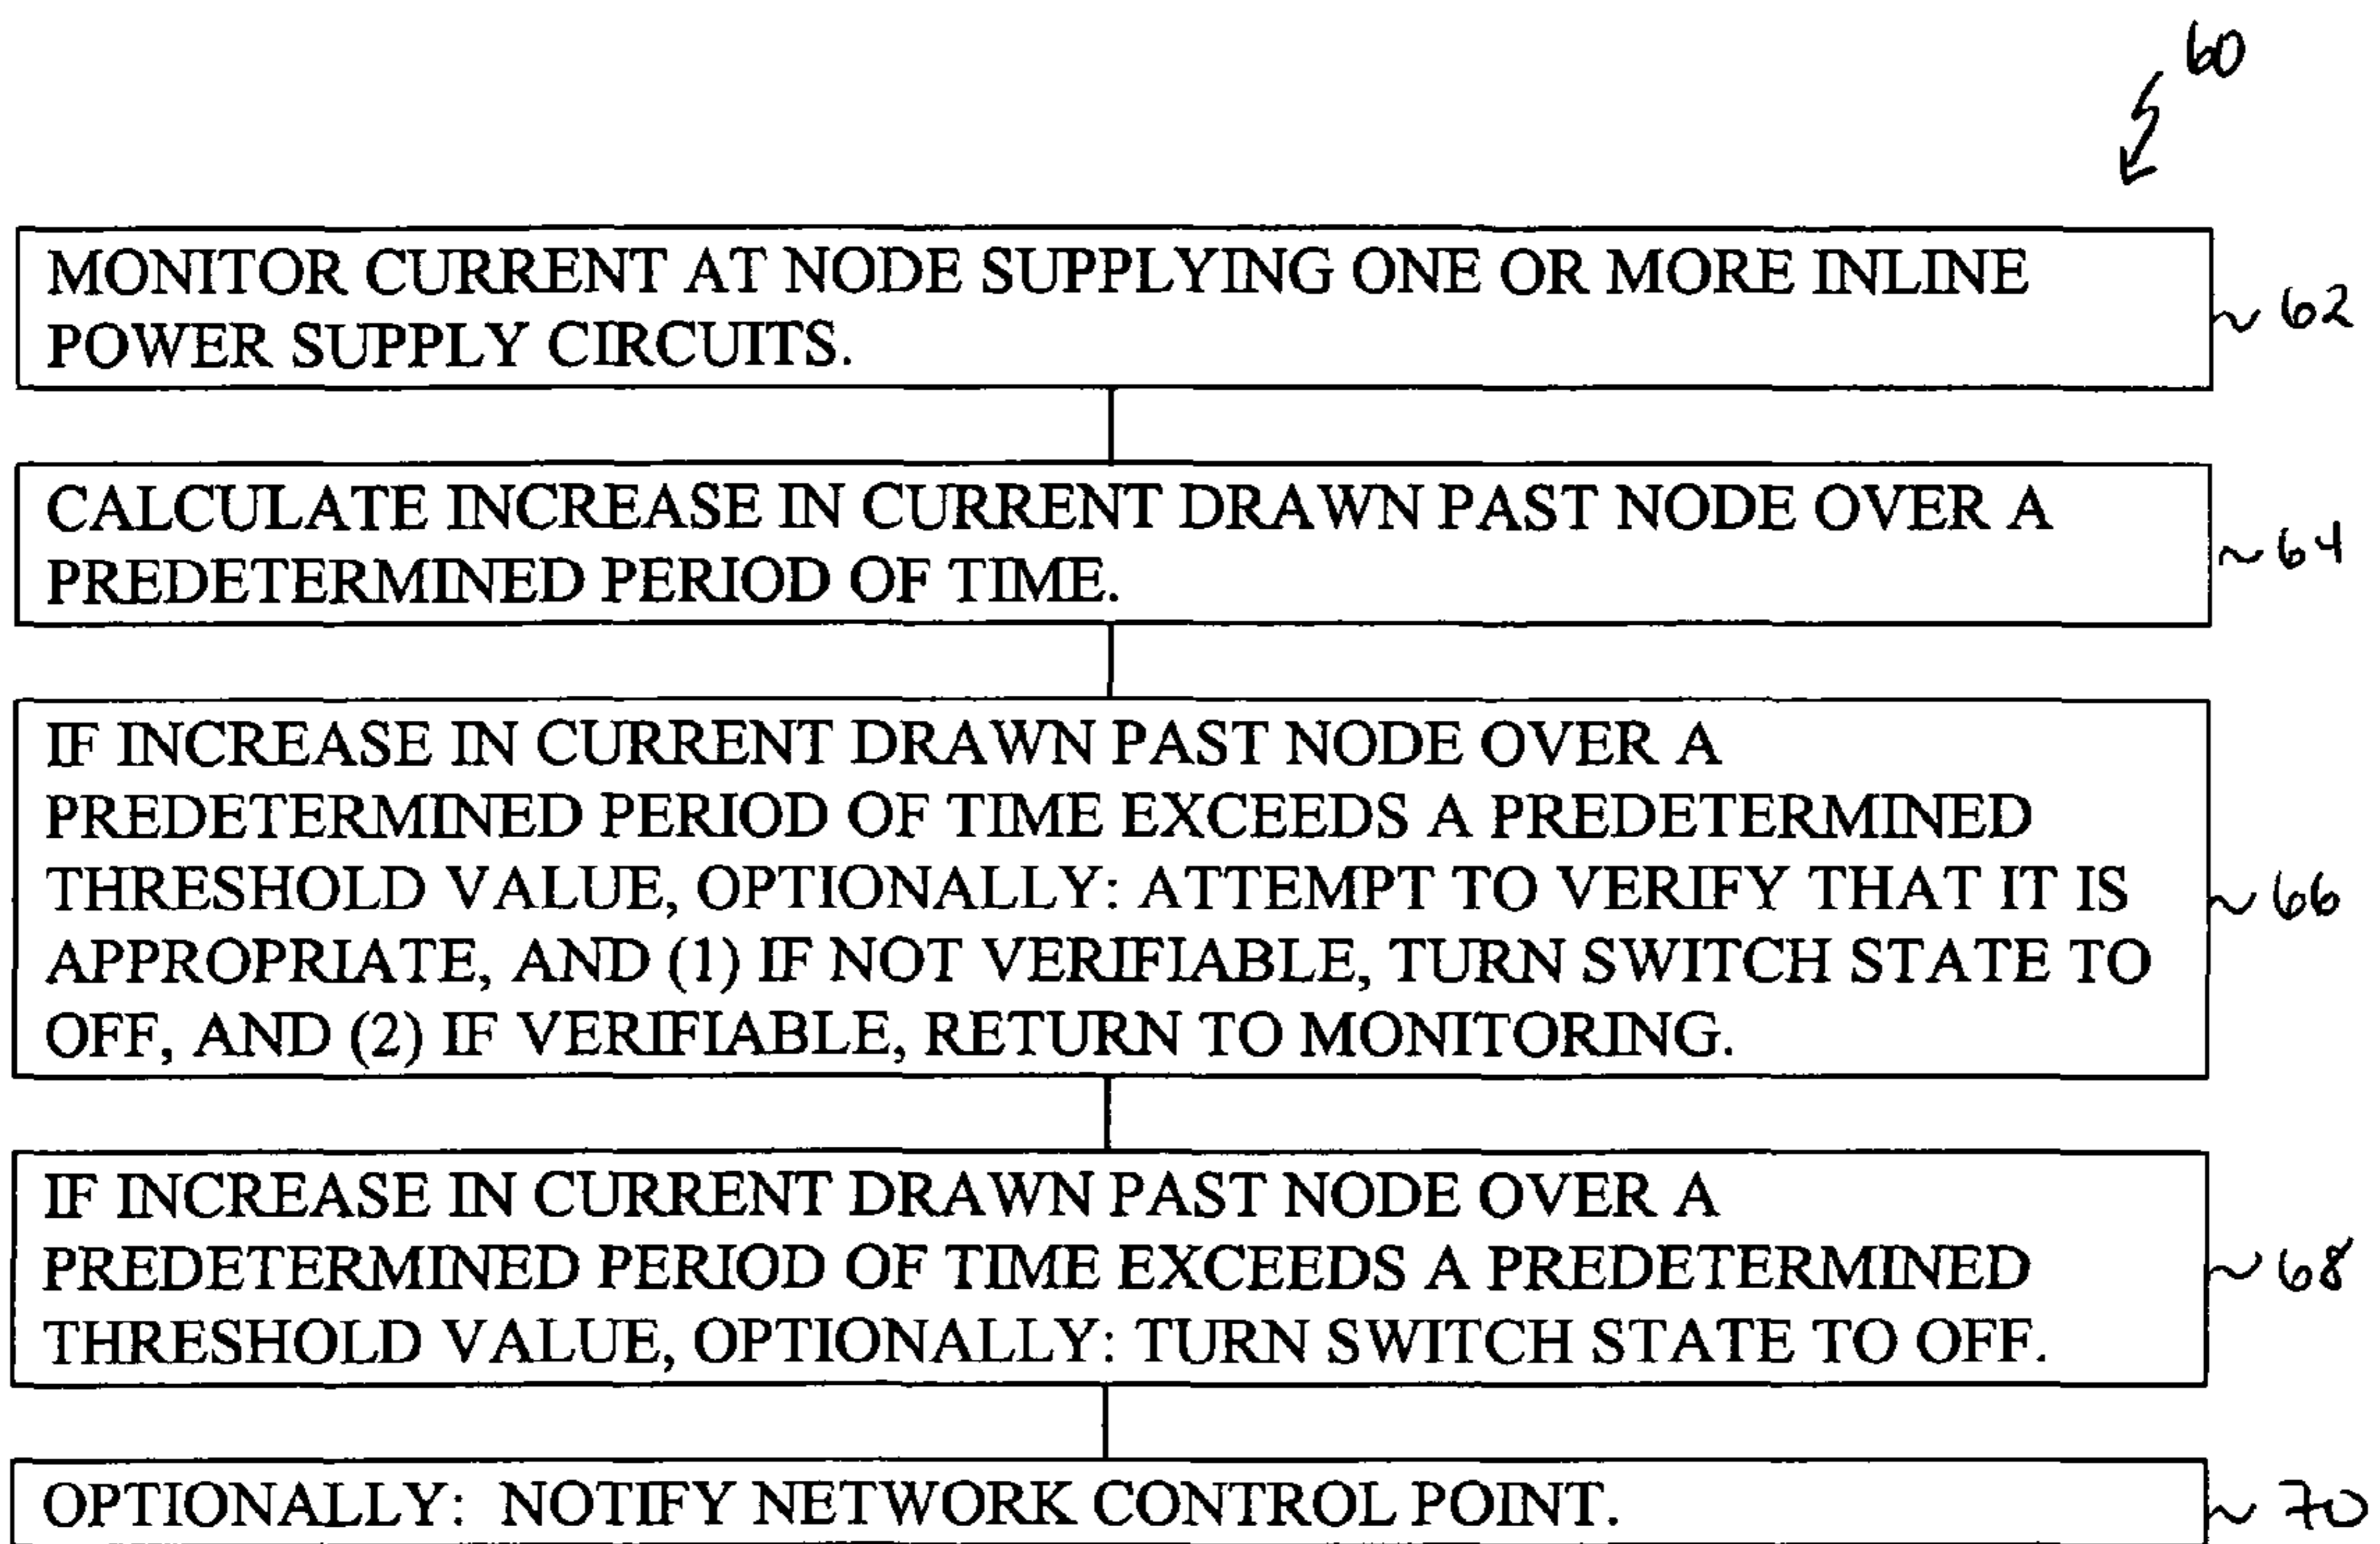 60
MONITOR CURRENT AT NODE SUPPLYING ONE OR MORE INLINE
POWER SUPPLY CIRCUITS.
~ 62
CALCULATE INCREASE IN CURRENT DRAWN PAST NODE OVER A
PREDETERMINED PERIOD OF TIME.
~ 64
IF INCREASE IN CURRENT DRAWN PAST NODE OVER A
PREDETERMINED PERIOD OF TIME EXCEEDS A PREDETERMINED
THRESHOLD VALUE, OPTIONALLY: ATTEMPT TO VERIFY THAT IT IS
APPROPRIATE, AND (1) IF NOT VERIFIABLE, TURN SWITCH STATE TO
OFF, AND (2) IF VERIFIABLE, RETURN TO MONITORING.
~ 66
IF INCREASE IN CURRENT DRAWN PAST NODE OVER A
PREDETERMINED PERIOD OF TIME EXCEEDS A PREDETERMINED
THRESHOLD VALUE, OPTIONALLY: TURN SWITCH STATE TO OFF.
~ 68
OPTIONALLY: NOTIFY NETWORK CONTROL POINT.
~ 70